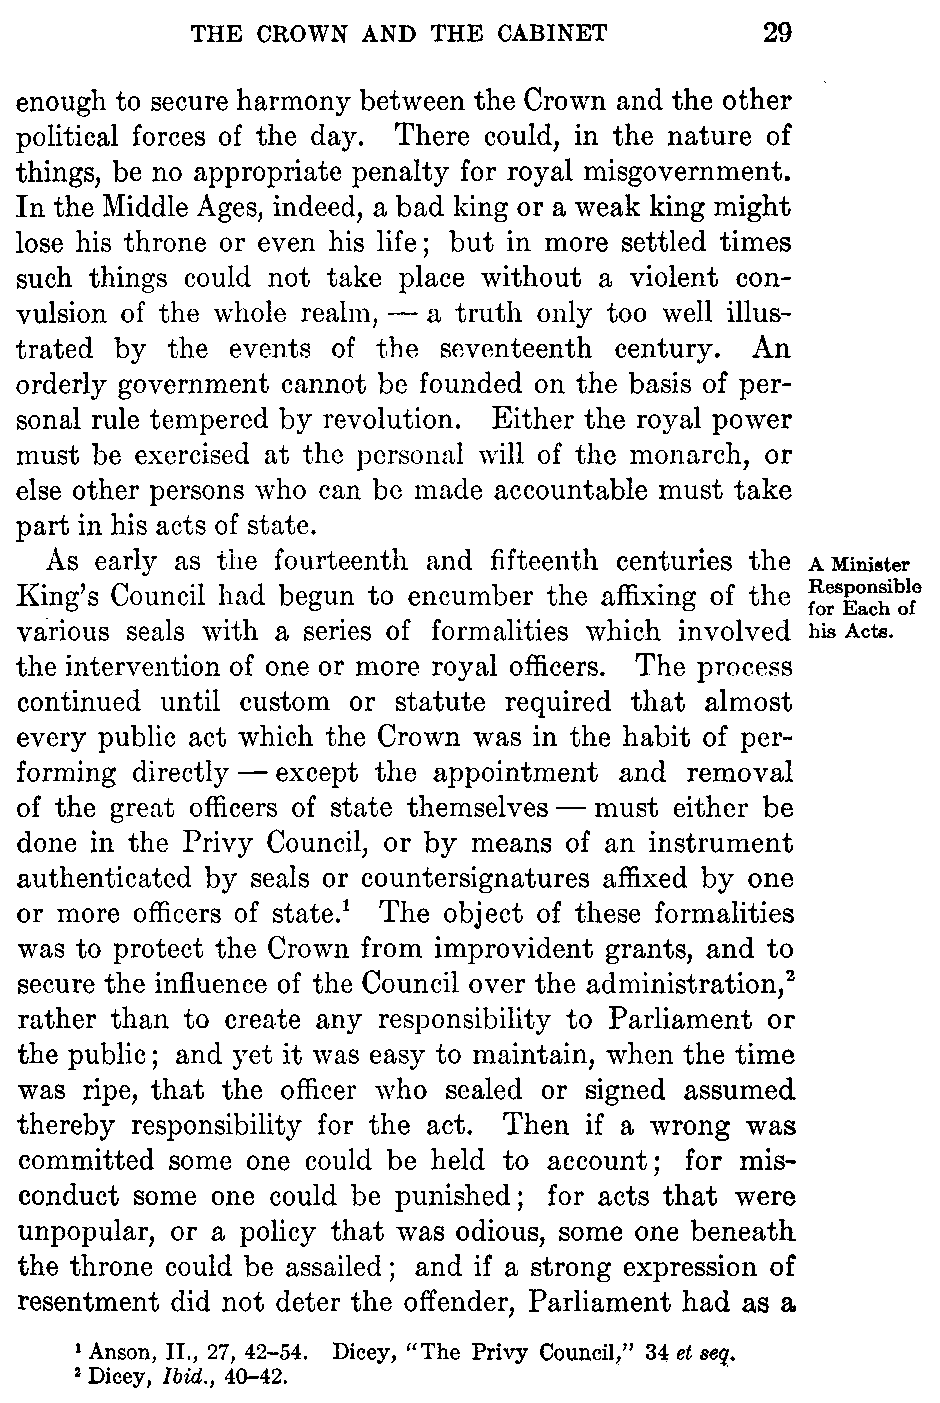 THE CROWN AND THE CABINET 29
enough to secure harmony between the Crown and the other
political forces of the day. There could, in the nature of
things, be no appropriate penalty for royal misgovernment.
In the Middle Ages, indeed, a bad king or a weak king might
lose his throne or even his life; but in more settled times
such things could not take place without a violent con-
vulsion of the whole realm, — a truth only too well illus-
trated by the events of the seventeenth century. An
orderly government cannot be founded on the basis of per-
sonal rule tempered by revolution. Either the royal power
must be exercised at the personal will of the monarch, or
else other persons who can be made accountable must take
part in his acts of state.
As early as the fourteenth and fifteenth centuries the
King's Council had begun to encumber the affixing of the
various seals with a series of formalities which involved
the intervention of one or more royal officers. The process
continued until custom or statute required that almost
every public act which the Crown was in the habit of per-
forming directly — except the appointment and removal
of the great officers of state themselves — must either be
done in the Privy Council, or by means of an instrument
authenticated by seals or countersignatures affixed by one
or more officers of state.¹ The object of these formalities
was to protect the Crown from improvident grants, and to
secure the influence of the Council over the administration,²
rather than to create any responsibility to Parliament or
the public; and yet it was easy to maintain, when the time
was ripe, that the officer who sealed or signed assumed
thereby responsibility for the act. Then if a wrong was
committed some one could be held to account; for mis-
conduct some one could be punished; for acts that were
unpopular, or a policy that was odious, some one beneath
the throne could be assailed; and if a strong expression of
resentment did not deter the offender, Parliament had as a
A Minister
Responsible
for Each of
his Acts.
¹ Anson, II., 27, 42–54. Dicey, "The Privy Council," 34 et seq.
² Dicey, Ibid., 40–42.